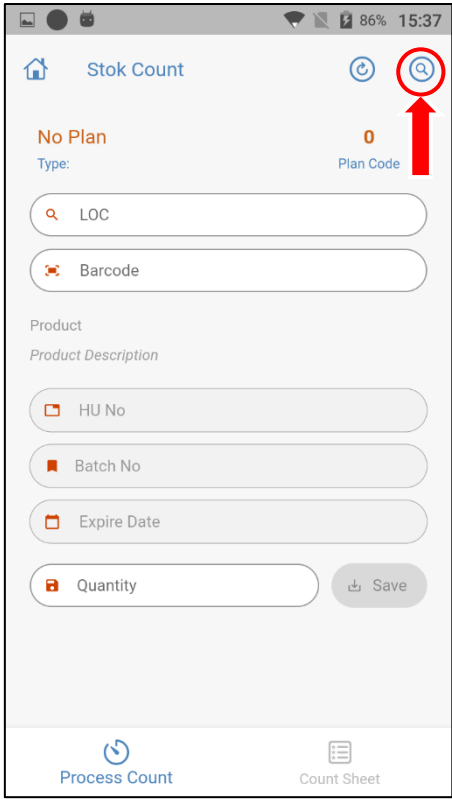 86% 15:37
Stok Count
No Plan 0
Type: Plan Code
LOC
Barcode
Product
Product Description
HU No
Batch No
Expire Date
Quantity Save
Process Count Count Sheet